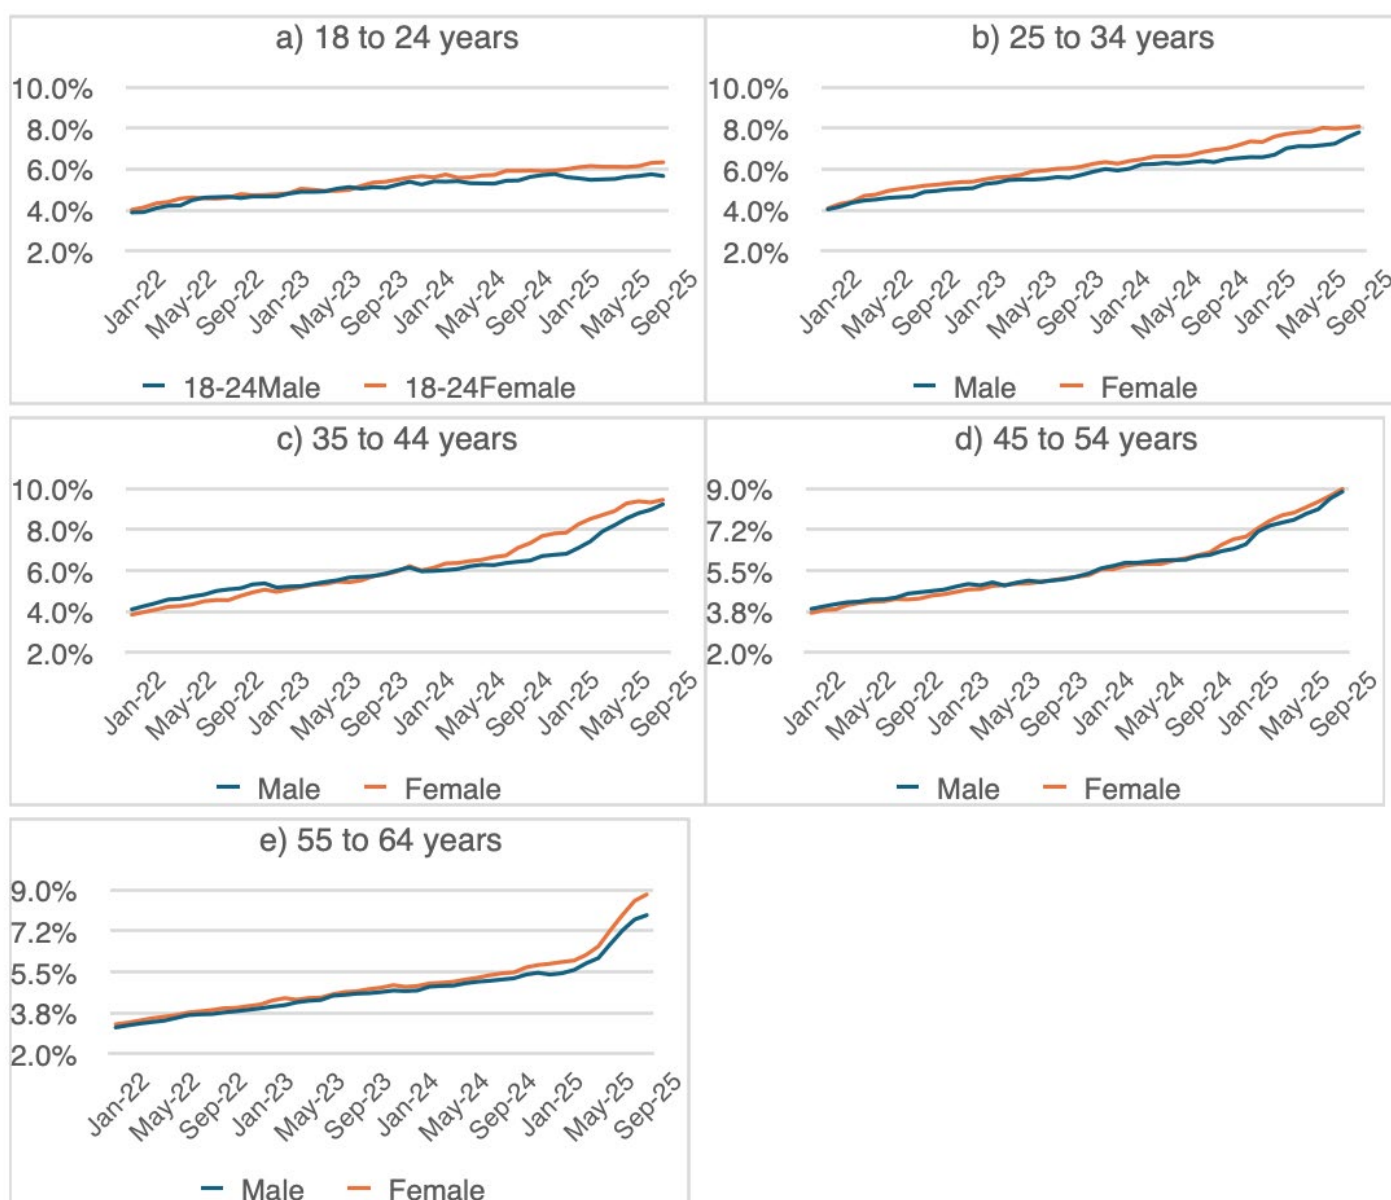 a) 18 to 24 years
10.0%
8.0%
6.0%
4.0%
2.0%
Jan-22 May-22 Sep-22 Jan-23 May-23 Sep-23 Jan-24 May-24 Sep-24 Jan-25 May-25 Sep-25
18-24Male 18-24Female
b) 25 to 34 years
10.0%
8.0%
6.0%
4.0%
2.0%
Jan-22 May-22 Sep-22 Jan-23 May-23 Sep-23 Jan-24 May-24 Sep-24 Jan-25 May-25 Sep-25
Male Female
c) 35 to 44 years
10.0%
8.0%
6.0%
4.0%
2.0%
Jan-22 May-22 Sep-22 Jan-23 May-23 Sep-23 Jan-24 May-24 Sep-24 Jan-25 May-25 Sep-25
Male Female
d) 45 to 54 years
9.0%
7.2%
5.5%
3.8%
2.0%
Jan-22 May-22 Sep-22 Jan-23 May-23 Sep-23 Jan-24 May-24 Sep-24 Jan-25 May-25 Sep-25
Male Female
e) 55 to 64 years
9.0%
7.2%
5.5%
3.8%
2.0%
Jan-22 May-22 Sep-22 Jan-23 May-23 Sep-23 Jan-24 May-24 Sep-24 Jan-25 May-25 Sep-25
Male Female